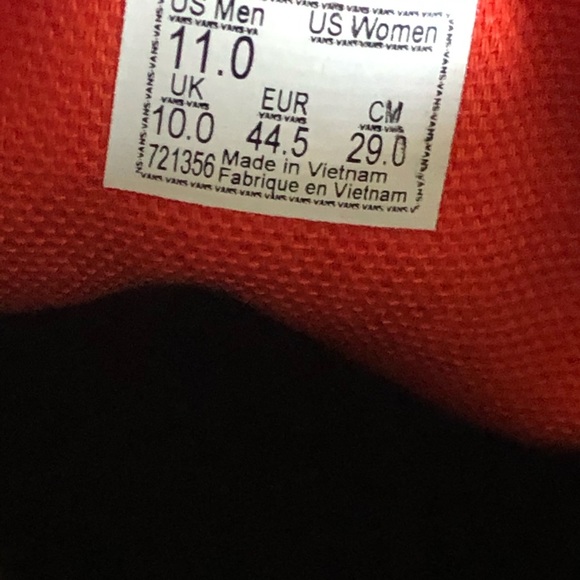 US Men US Women
11.0
UK EUR CM
10.0 44.5 29.0
721356 Made in Vietnam
Fabrique en Vietnam